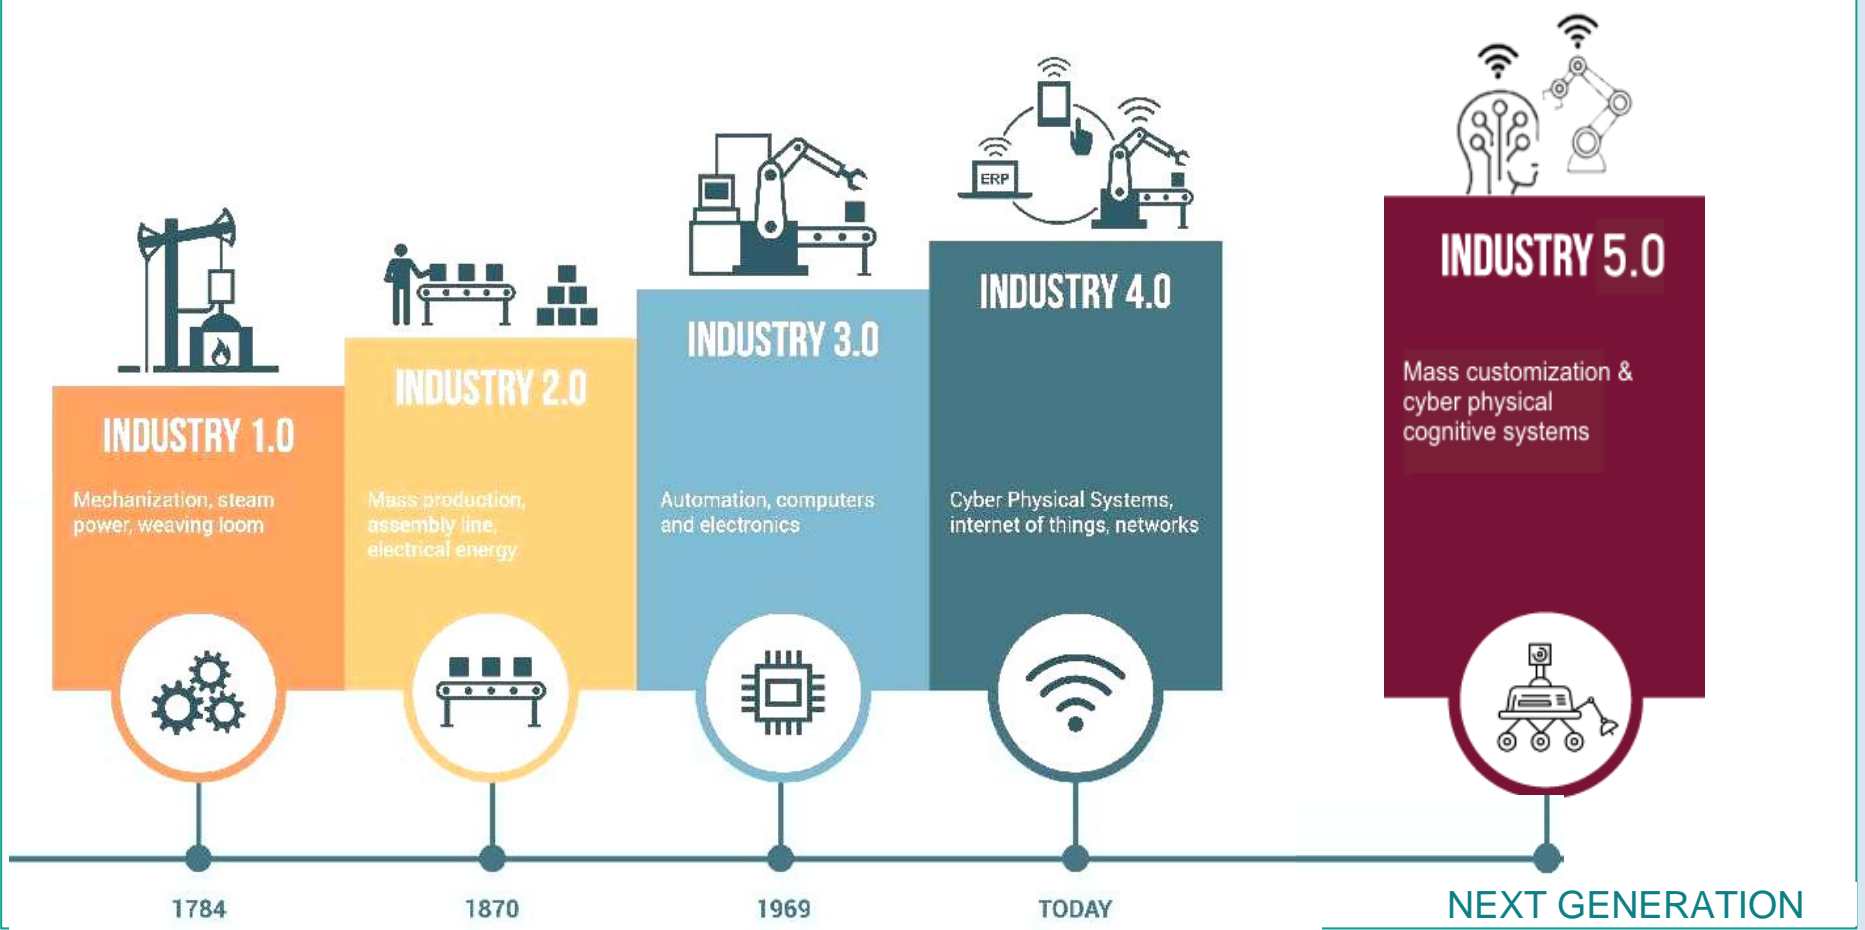 ERP
INDUSTRY 1.0
Mechanization, steam
power, weaving loom
1784
INDUSTRY 2.0
Mass production,
assembly line,
electrical energy
1870
INDUSTRY 3.0
Automation, computers
and electronics
1969
INDUSTRY 4.0
Cyber Physical Systems,
internet of things, networks
TODAY
INDUSTRY 5.0
Mass customization &
cyber physical
cognitive systems
NEXT GENERATION